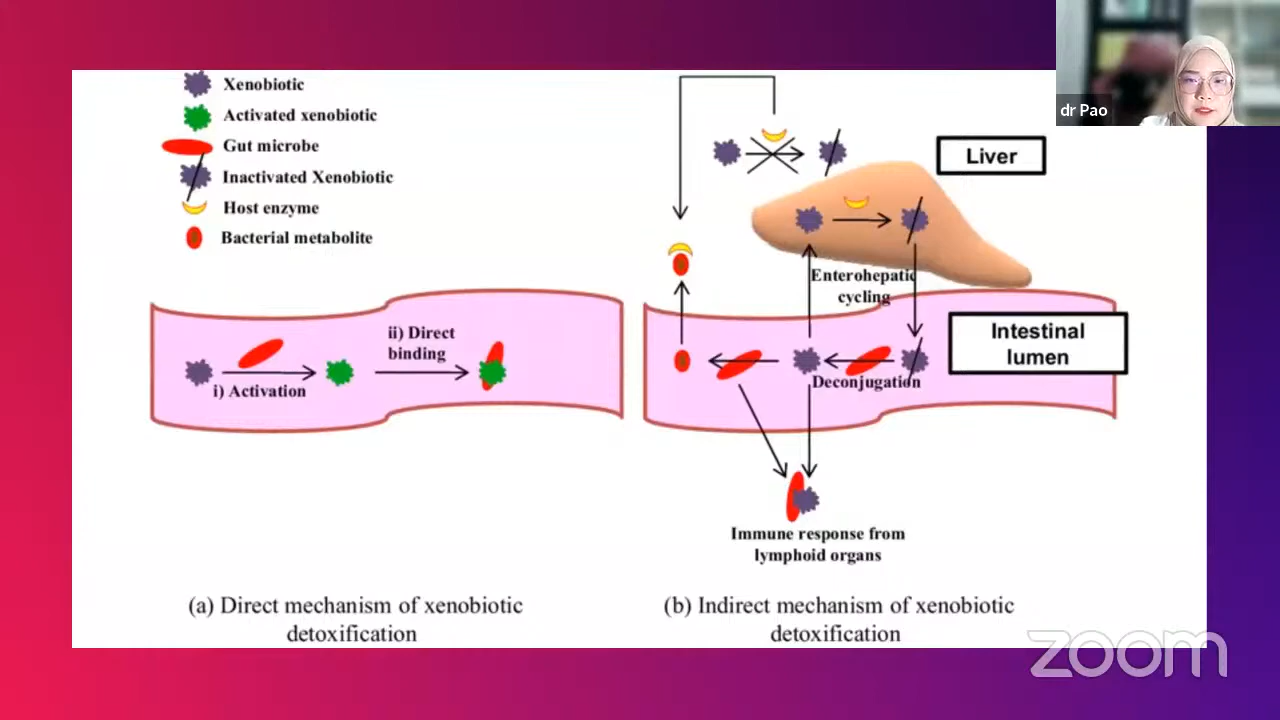 Xenobiotic
Activated xenobiotic
Gut microbe
Inactivated Xenobiotic
Host enzyme
Bacterial metabolite
i) Activation
ii) Direct
binding
(a) Direct mechanism of xenobiotic
detoxification
Liver
Enterohepatic
cycling
Intestinal
lumen
Deconjugation
Immune response from
lymphoid organs
(b) Indirect mechanism of xenobiotic
detoxification
dr Pao
zoom